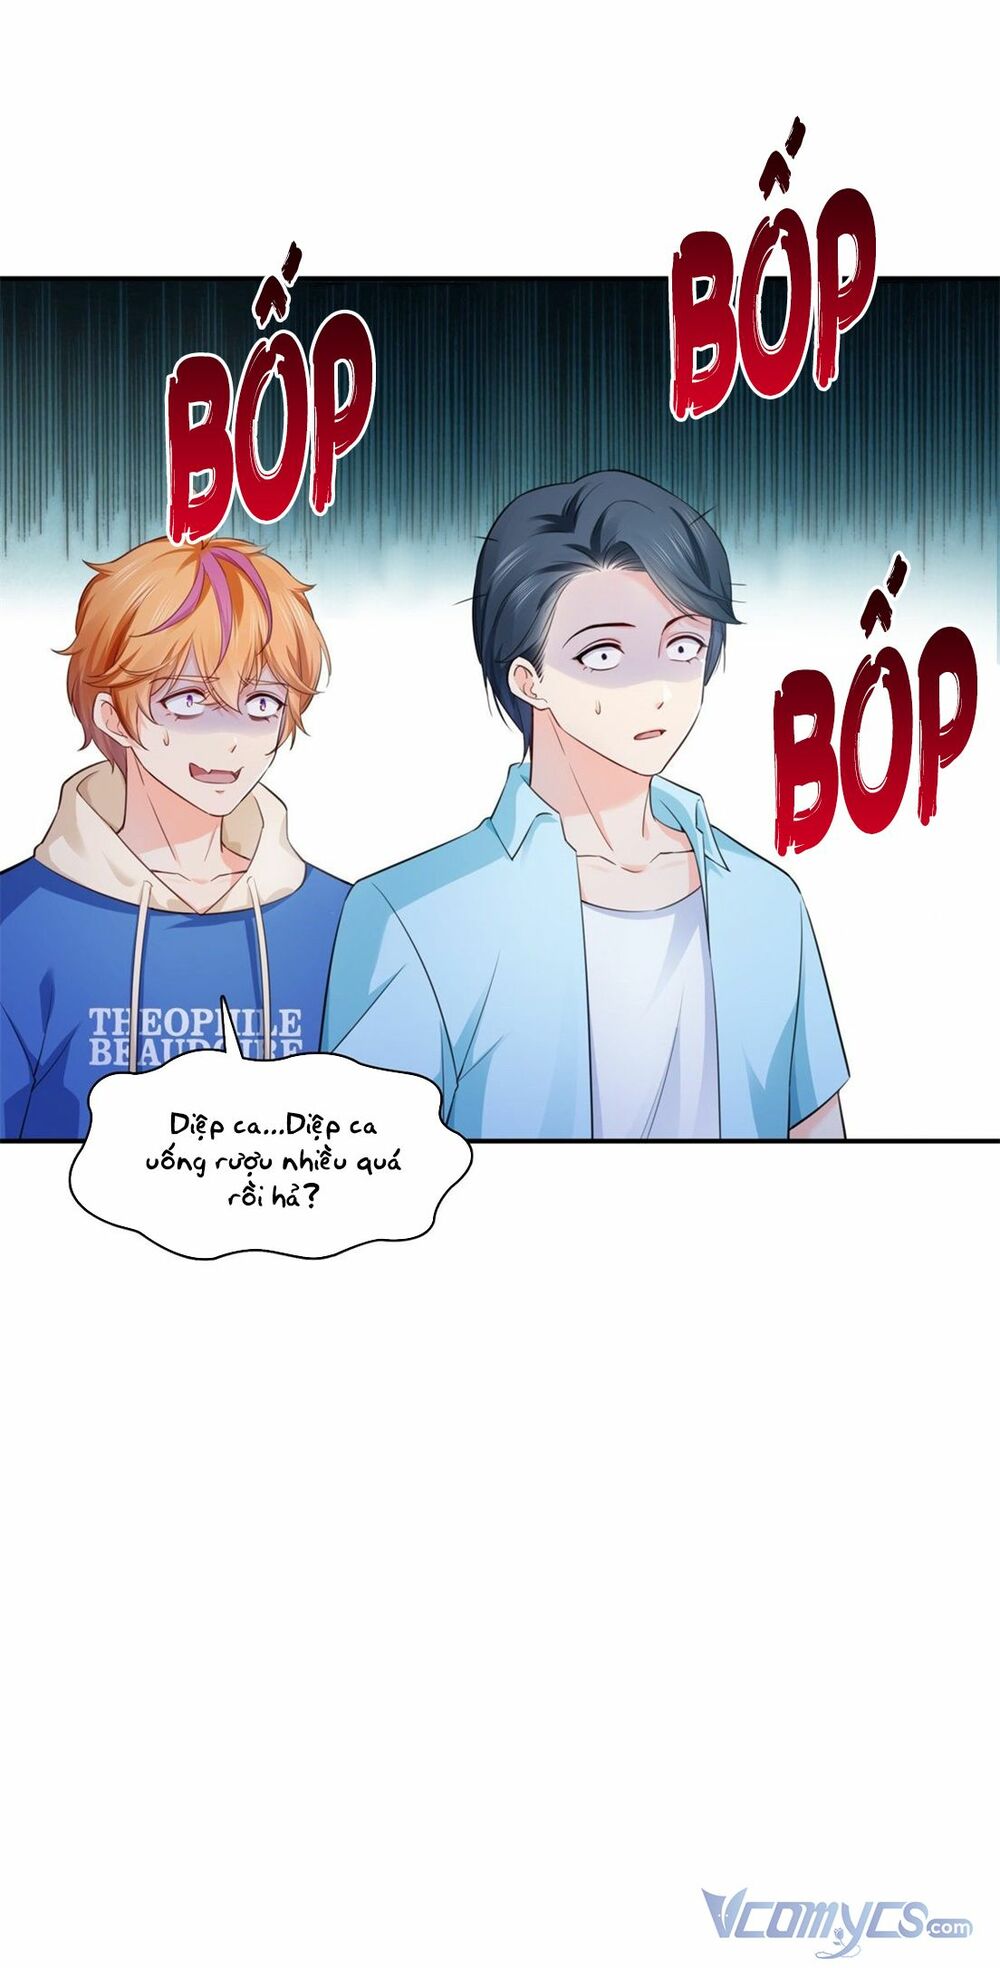 BỐP
BỐP
BỐP
THEOPHILE
Diệp ca...Diệp ca
uống rượu nhiều quá
rồi hả?
VCOMYCS.com